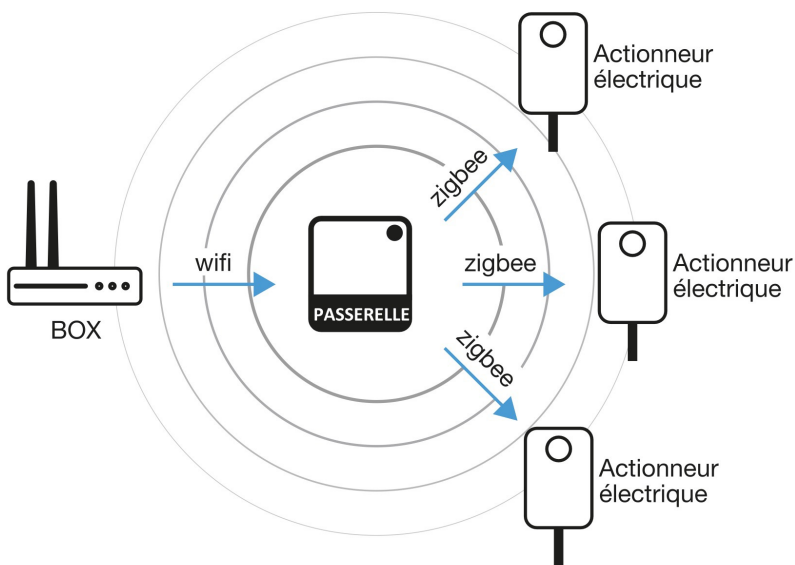 Actionneur
électrique
zigbee
wifi
PASSERELLE
zigbee
Actionneur
électrique
BOX
zigbee
Actionneur
électrique